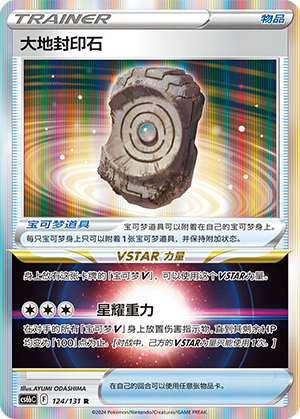 TRAINER 物品
大地封印石
宝可梦道具 宝可梦道具可以附着在自己的宝可梦身上。
每只宝可梦身上只可以附着1张宝可梦道具，并保持附加状态。
VSTAR 力量
身上放有这张卡牌的「宝可梦V」，可以使用这个VSTAR力量。
星耀重力
在对手的所有「宝可梦V」身上放置伤害指示物，直到其剩余HP
均变为「100」点为止。[对战中，己方的VSTAR力量只能使用1次。]
Illus. AYUMI ODASHIMA
CS6bC F 124/131 R
在自己的回合可以使用任意张物品卡。
©2024 Pokémon/Nintendo/Creatures/GAME FREAK.